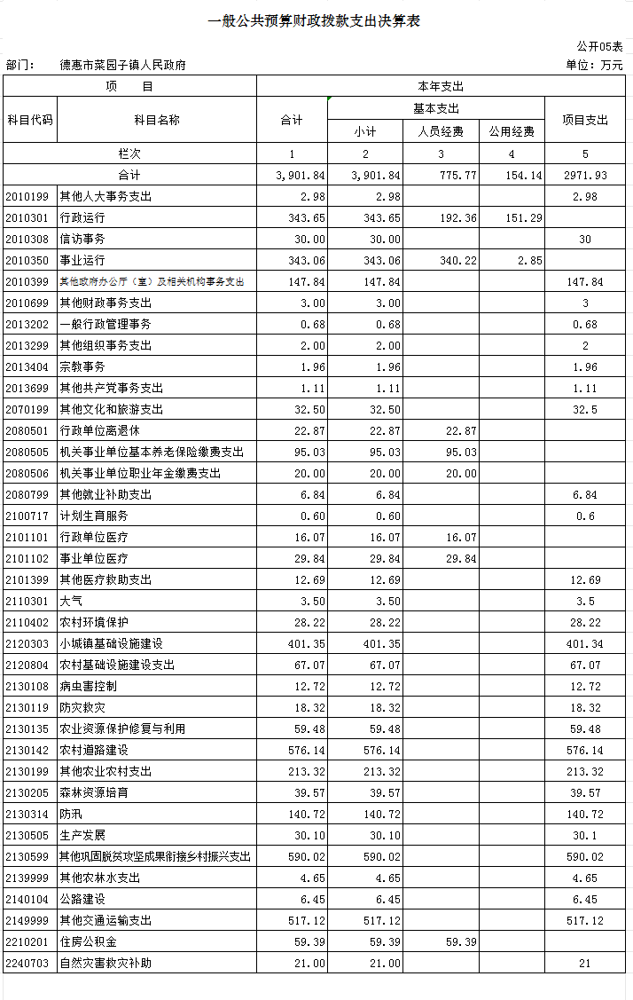 一般公共预算财政拨款支出决算表
公开05表
部门： 德惠市菜园子镇人民政府 单位：万元
项 目 本年支出
科目代码 科目名称 合计 基本支出 项目支出
小计 人员经费 公用经费
栏次 1 2 3 4 5
合计 3,901.84 3,901.84 775.77 154.14 2971.93
2010199 其他人大事务支出 2.98 2.98 2.98
2010301 行政运行 343.65 343.65 192.36 151.29
2010308 信访事务 30.00 30.00 30
2010350 事业运行 343.06 343.06 340.22 2.85
2010399 其他政府办公厅（室）及相关机构事务支出 147.84 147.84 147.84
2010699 其他财政事务支出 3.00 3.00 3
2013202 一般行政管理事务 0.68 0.68 0.68
2013299 其他组织事务支出 2.00 2.00 2
2013404 宗教事务 1.96 1.96 1.96
2013699 其他共产党事务支出 1.11 1.11 1.11
2070199 其他文化和旅游支出 32.50 32.50 32.5
2080501 行政单位离退休 22.87 22.87 22.87
2080505 机关事业单位基本养老保险缴费支出 95.03 95.03 95.03
2080506 机关事业单位职业年金缴费支出 20.00 20.00 20.00
2080799 其他就业补助支出 6.84 6.84 6.84
2100717 计划生育服务 0.60 0.60 0.6
2101101 行政单位医疗 16.07 16.07 16.07
2101102 事业单位医疗 29.84 29.84 29.84
2101399 其他医疗救助支出 12.69 12.69 12.69
2110301 大气 3.50 3.50 3.5
2110402 农村环境保护 28.22 28.22 28.22
2120303 小城镇基础设施建设 401.35 401.35 401.34
2120804 农村基础设施建设支出 67.07 67.07 67.07
2130108 病虫害控制 12.72 12.72 12.72
2130119 防灾救灾 18.32 18.32 18.32
2130135 农业资源保护修复与利用 59.48 59.48 59.48
2130142 农村道路建设 576.14 576.14 576.14
2130199 其他农业农村支出 213.32 213.32 213.32
2130205 森林资源培育 39.57 39.57 39.57
2130314 防汛 140.72 140.72 140.72
2130505 生产发展 30.10 30.10 30.1
2130599 其他巩固脱贫攻坚成果衔接乡村振兴支出 590.02 590.02 590.02
2139999 其他农林水支出 4.65 4.65 4.65
2140104 公路建设 6.45 6.45 6.45
2149999 其他交通运输支出 517.12 517.12 517.12
2210201 住房公积金 59.39 59.39 59.39
2240703 自然灾害救灾补助 21.00 21.00 21